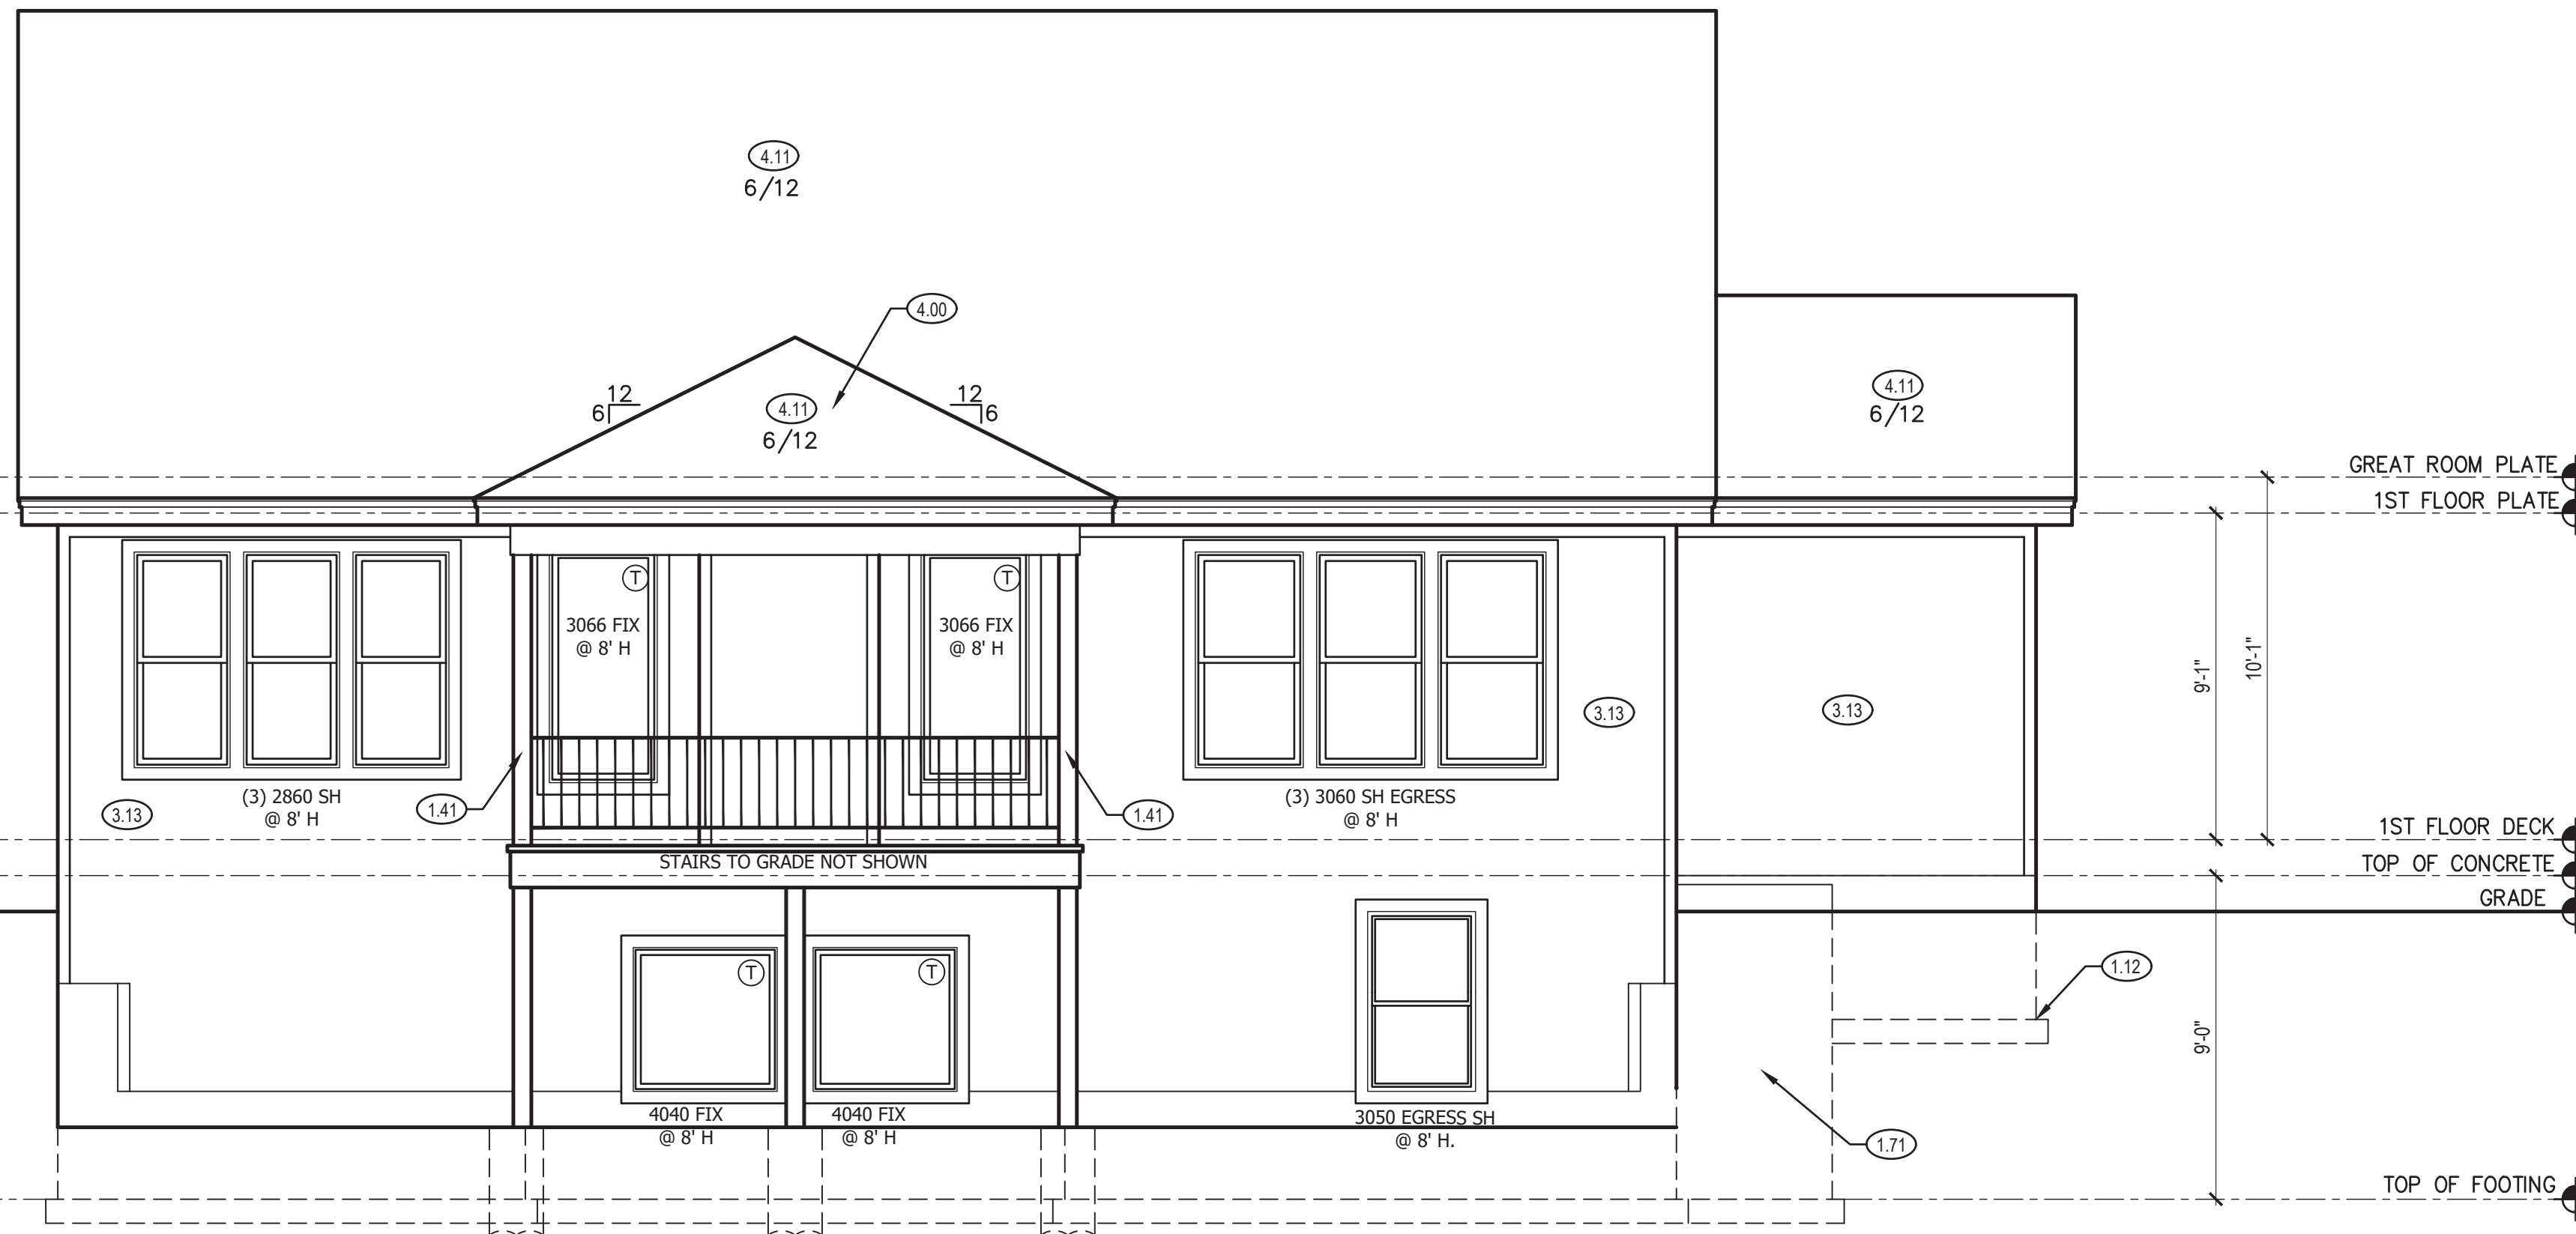 4.11
6/12
4.00
12
6
12
6
4.11
6/12
4.11
6/12
GREAT ROOM PLATE
1ST FLOOR PLATE
T
T
3066 FIX
@ 8' H
3066 FIX
@ 8' H
9'-1"
10'-1"
3.13
3.13
(3) 2860 SH
@ 8' H
3.13
1.41
1.41
(3) 3060 SH EGRESS
@ 8' H
1ST FLOOR DECK
STAIRS TO GRADE NOT SHOWN
TOP OF CONCRETE
GRADE
T
T
1.12
9'-0"
4040 FIX
@ 8' H
4040 FIX
@ 8' H
3050 EGRESS SH
@ 8' H.
1.71
TOP OF FOOTING